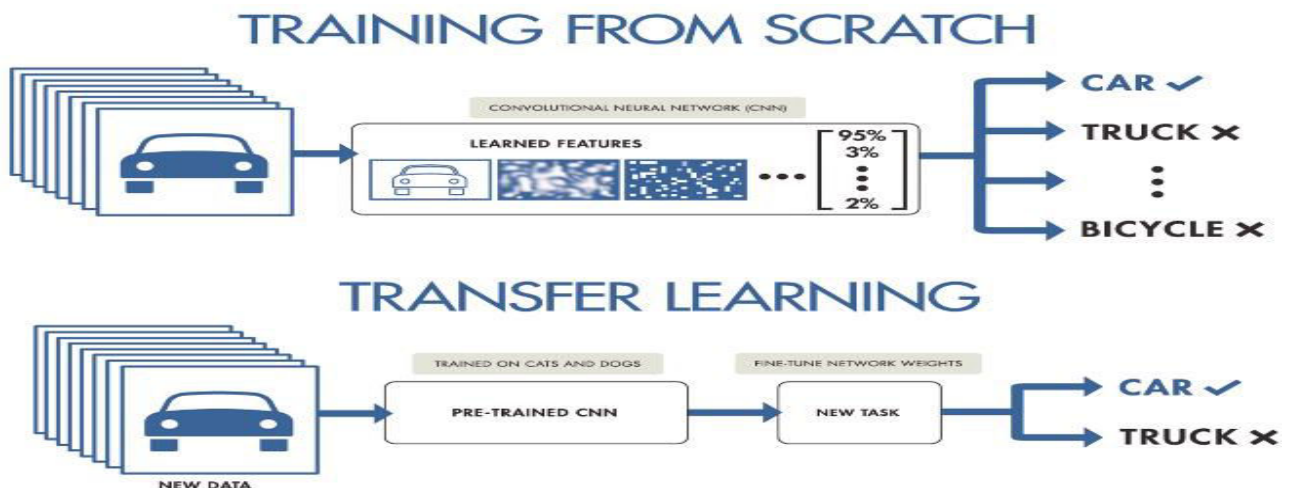 TRAINING FROM SCRATCH
CONVOLUTIONAL NEURAL NETWORK (CNN)
LEARNED FEATURES
95%
3%
2%
CAR ✓
TRUCK ×
BICYCLE ×
TRANSFER LEARNING
TRAINED ON CATS AND DOGS
FINE-TUNE NETWORK WEIGHTS
PRE-TRAINED CNN
NEW TASK
CAR ✓
TRUCK ×
NEW DATA